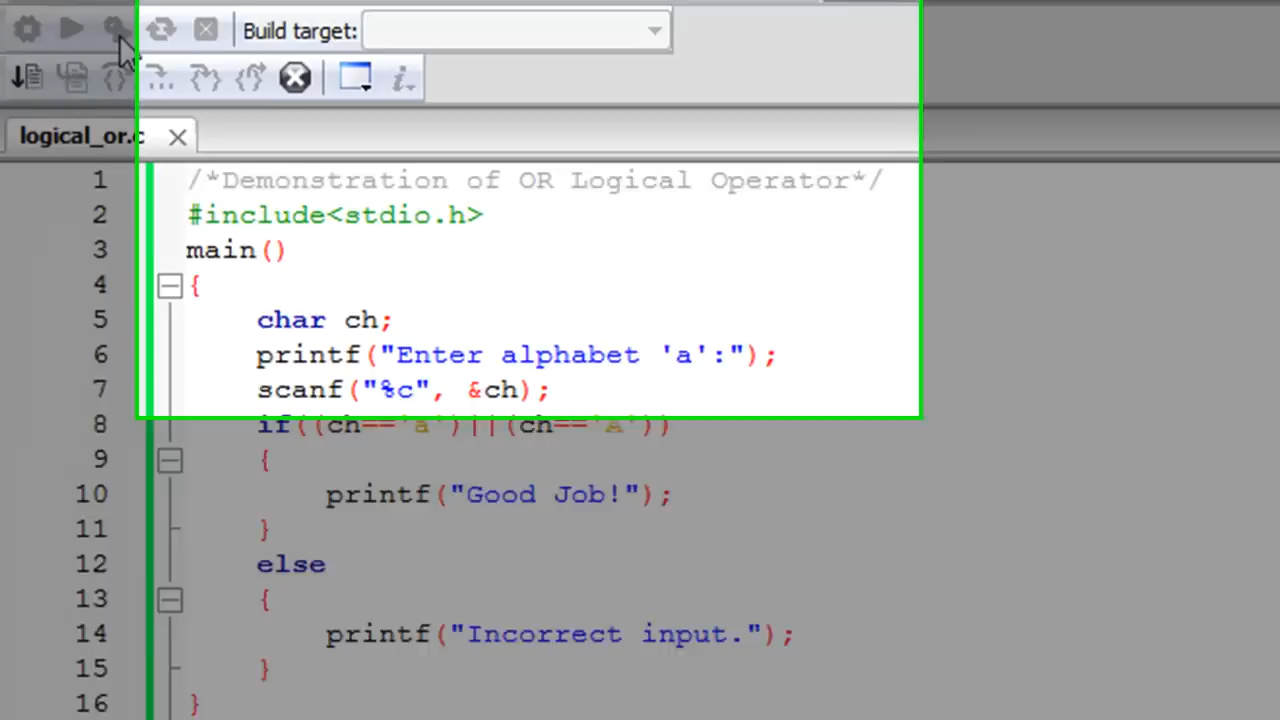 Build target:
logical_or.c
1 /*Demonstration of OR Logical Operator*/
2 #include<stdio.h>
3 main()
4 {
5 char ch;
6 printf("Enter alphabet 'a':");
7 scanf("%c", &ch);
8 if((ch=='a')||(ch=='A'))
9 {
10 printf("Good Job!");
11 }
12 else
13 {
14 printf("Incorrect input.");
15 }
16 }